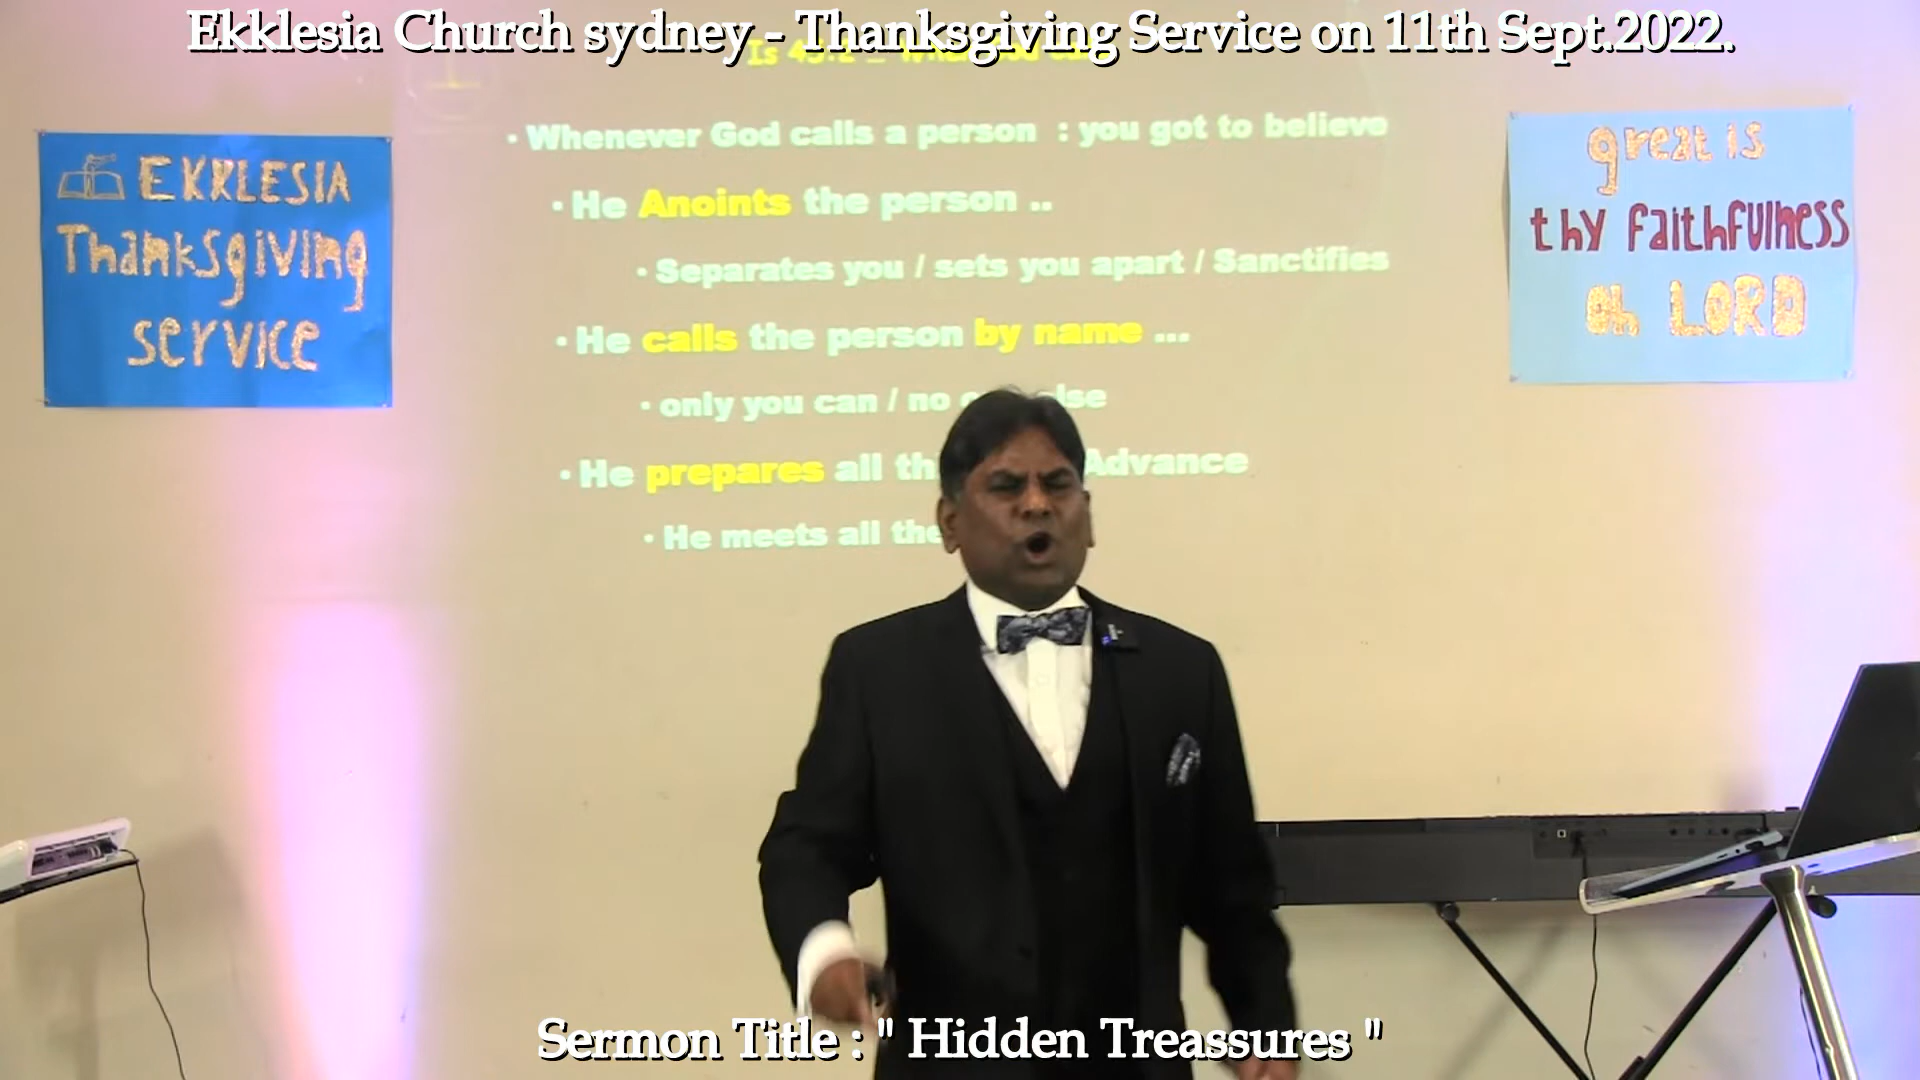 Ekklesia Church sydney - Thanksgiving Service on 11th Sept.2022.
EKKLESIA
Thanksgiving
service
• Whenever God calls a person : you got to believe
• He Anoints the person ..
• Separates you / sets you apart / Sanctifies
• He calls the person by name ...
• only you can / no
• He prepares all Advance
• He meets all the
great is
thy faithfulness
oh LORD
Sermon Title : " Hidden Treassures "